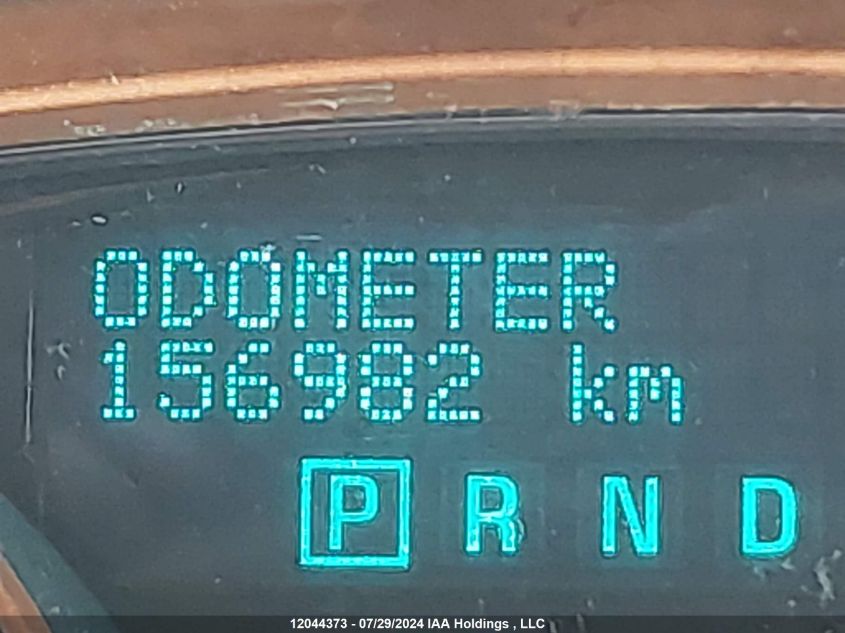 ODOMETER
156982 km
P R N D
12044373 - 07/29/2024 IAA Holdings , LLC